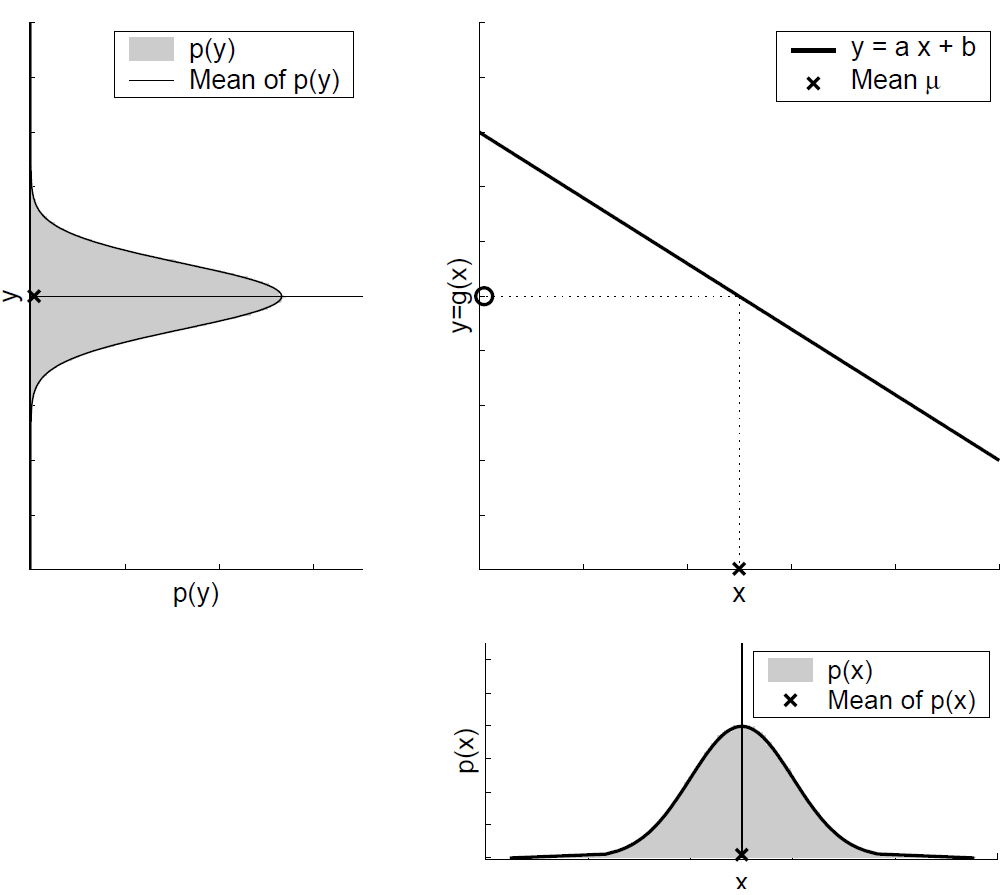 p(y)
Mean of p(y)
y
p(y)
y = a x + b
Mean μ
y=g(x)
x
p(x)
Mean of p(x)
p(x)
x